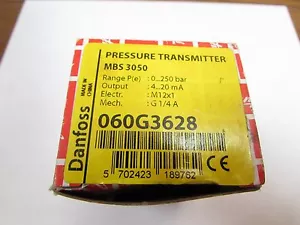 PRESSURE TRANSMITTER
MBS 3050
Range P(e) : 0..250 bar
Output : 4..20 mA
Electr. : M12x1
Mech. : G 1/4 A
060G3628
Danfoss
MADE IN
CHINA
5 702423 189762
CE